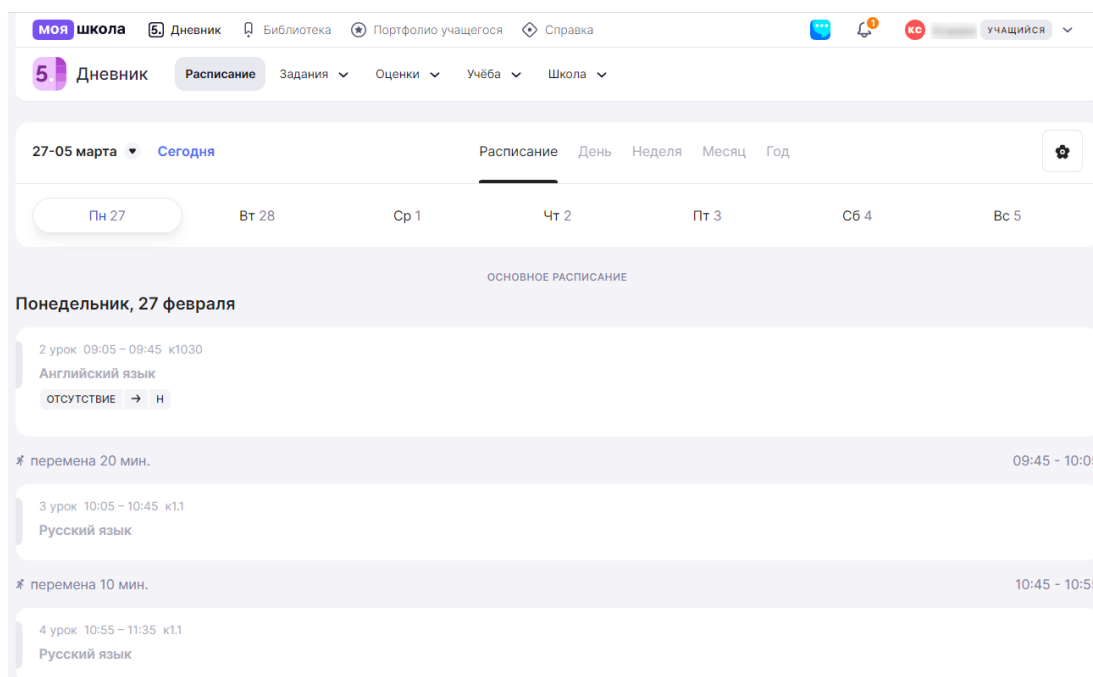 моя школа 5. Дневник Библиотека Портфолио учащегося Справка 1 КС УЧАЩИЙСЯ
5. Дневник Расписание Задания Оценки Учёба Школа
27-05 марта Сегодня Расписание День Неделя Месяц Год
Пн 27 Вт 28 Ср 1 Чт 2 Пт 3 Сб 4 Вс 5
ОСНОВНОЕ РАСПИСАНИЕ
Понедельник, 27 февраля
2 урок 09:05 – 09:45 к1030
Английский язык
ОТСУТСТВИЕ → Н
перемена 20 мин. 09:45 - 10:05
3 урок 10:05 – 10:45 к1.1
Русский язык
перемена 10 мин. 10:45 - 10:55
4 урок 10:55 – 11:35 к1.1
Русский язык